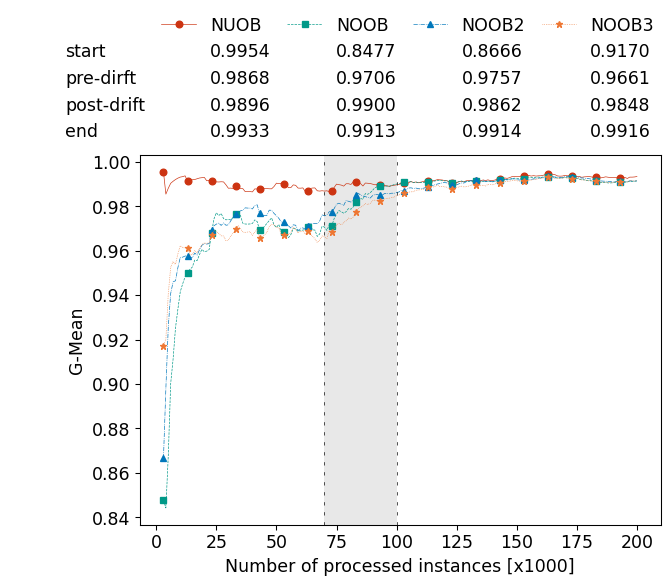 NUOB NOOB NOOB2 NOOB3
start 0.9954 0.8477 0.8666 0.9170
pre-dirft 0.9868 0.9706 0.9757 0.9661
post-drift 0.9896 0.9900 0.9862 0.9848
end 0.9933 0.9913 0.9914 0.9916
1.00
0.98
0.96
0.94
0.92
0.90
0.88
0.86
0.84
G-Mean
0 25 50 75 100 125 150 175 200
Number of processed instances [x1000]